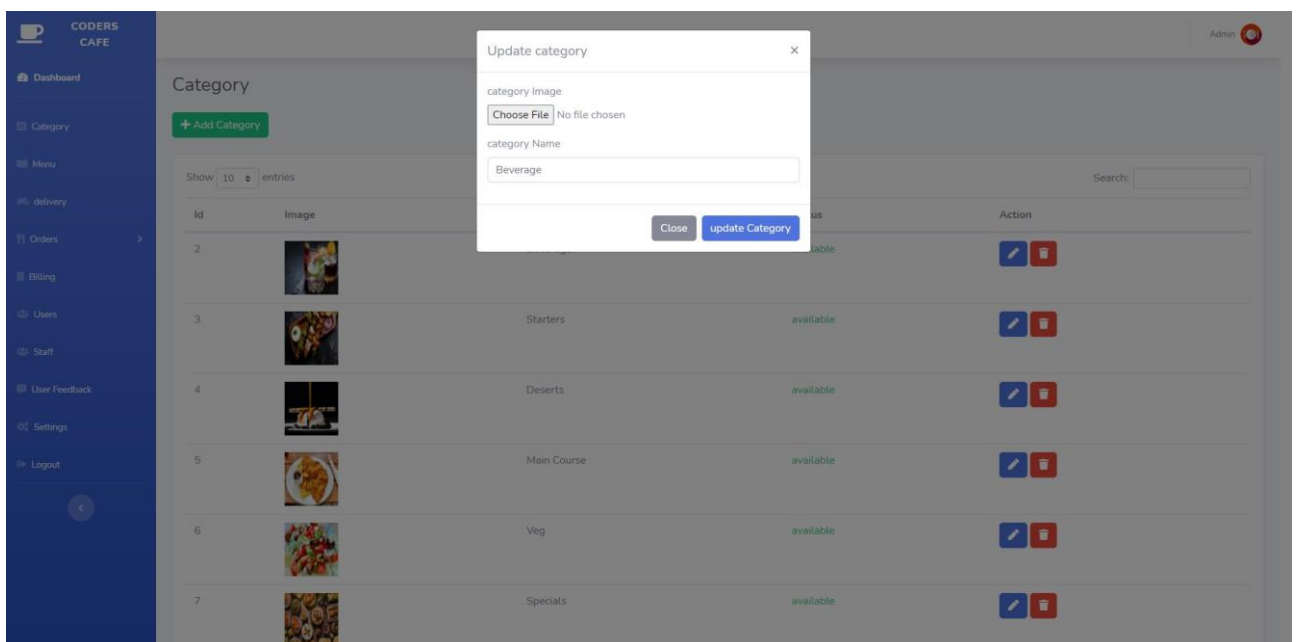 CODERS
CAFE
Admin
Dashboard
Category
Menu
delivery
Orders
Billing
Users
Staff
User Feedback
Settings
Logout
Category
+ Add Category
Show 10 entries
Search:
Id Image us Action
2 available
3 Starters available
4 Deserts available
5 Main Course available
6 Veg available
7 Specials available
Update category ×
category Image
Choose File No file chosen
category Name
Beverage
Close update Category